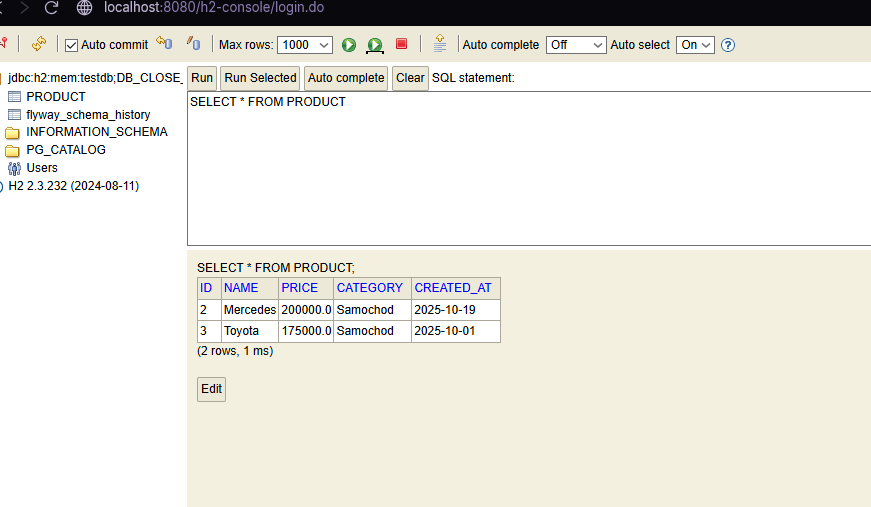 localhost:8080/h2-console/login.do
Auto commit Max rows: 1000 Auto complete Off Auto select On ?
jdbc:h2:mem:testdb;DB_CLOSE_
PRODUCT
flyway_schema_history
INFORMATION_SCHEMA
PG_CATALOG
Users
H2 2.3.232 (2024-08-11)
Run Run Selected Auto complete Clear SQL statement:
SELECT * FROM PRODUCT
SELECT * FROM PRODUCT;
ID NAME PRICE CATEGORY CREATED_AT
2 Mercedes 200000.0 Samochod 2025-10-19
3 Toyota 175000.0 Samochod 2025-10-01
(2 rows, 1 ms)
Edit